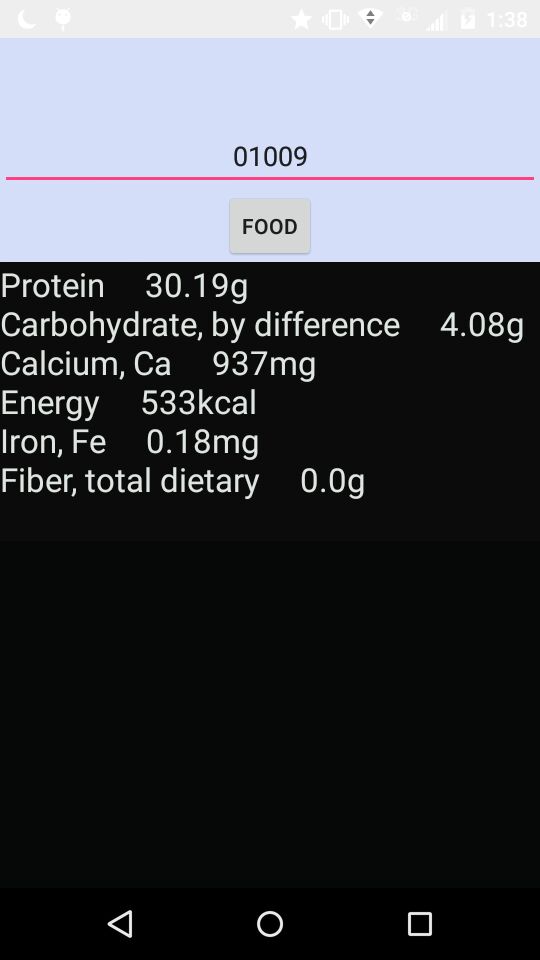 1:38
01009
FOOD
Protein 30.19g
Carbohydrate, by difference 4.08g
Calcium, Ca 937mg
Energy 533kcal
Iron, Fe 0.18mg
Fiber, total dietary 0.0g